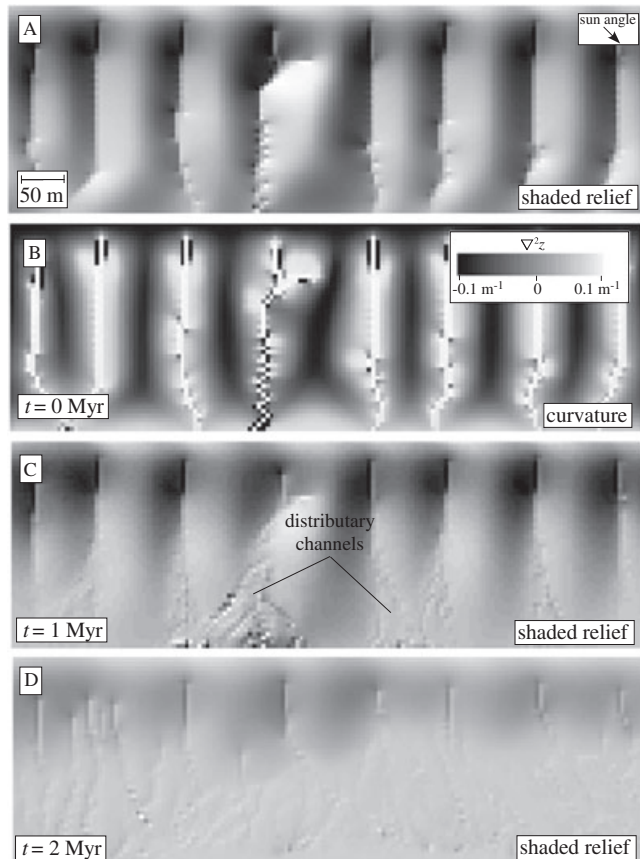 A
sun angle
50 m
shaded relief
B
∇²z
-0.1 m⁻¹ 0 0.1 m⁻¹
t = 0 Myr
curvature
C
distributary
channels
t = 1 Myr
shaded relief
D
t = 2 Myr
shaded relief